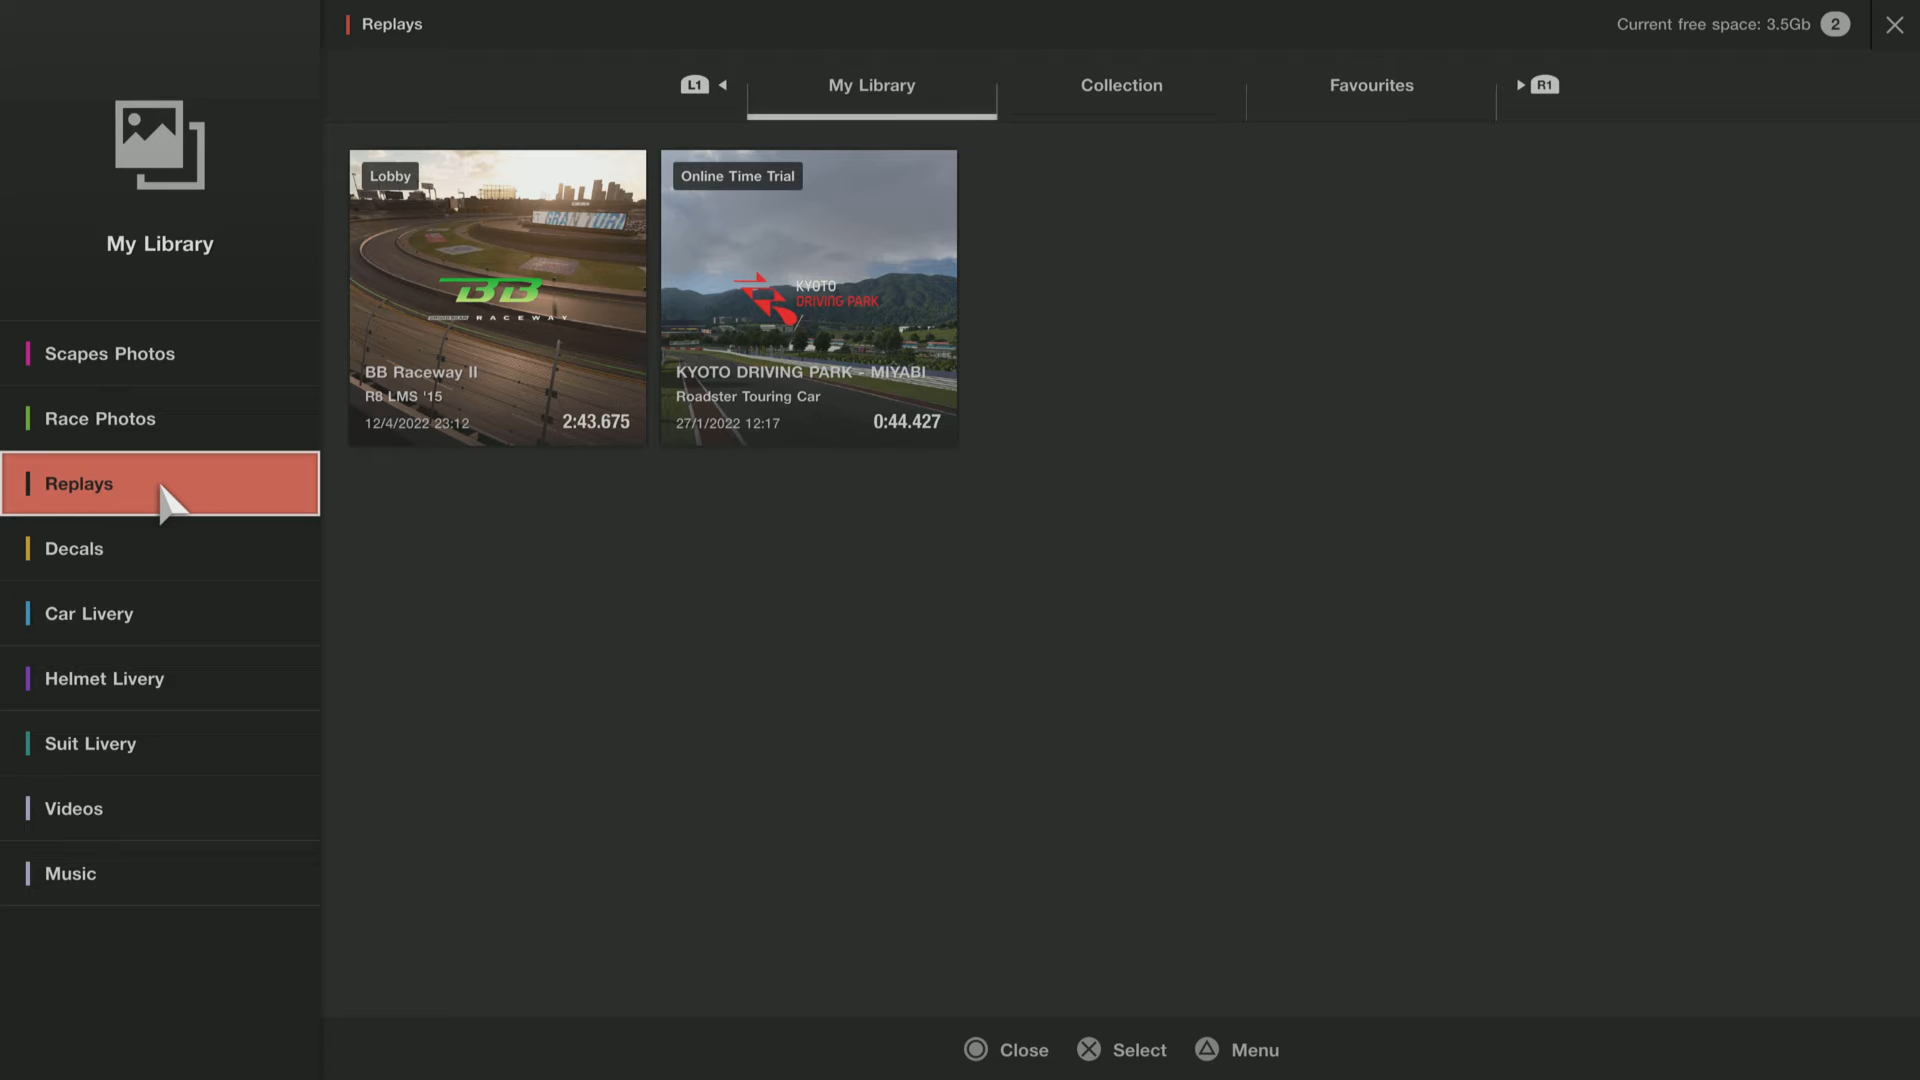 Replays
Current free space: 3.5Gb 2
L1 My Library Collection Favourites R1
My Library
Scapes Photos
Race Photos
Replays
Decals
Car Livery
Helmet Livery
Suit Livery
Videos
Music
Lobby
GRAN TURI
BB
RACEWAY
BB Raceway II
R8 LMS '15
12/4/2022 23:12 2:43.675
Online Time Trial
KYOTO
DRIVING PARK
KYOTO DRIVING PARK - MIYABI
Roadster Touring Car
27/1/2022 12:17 0:44.427
Close Select Menu